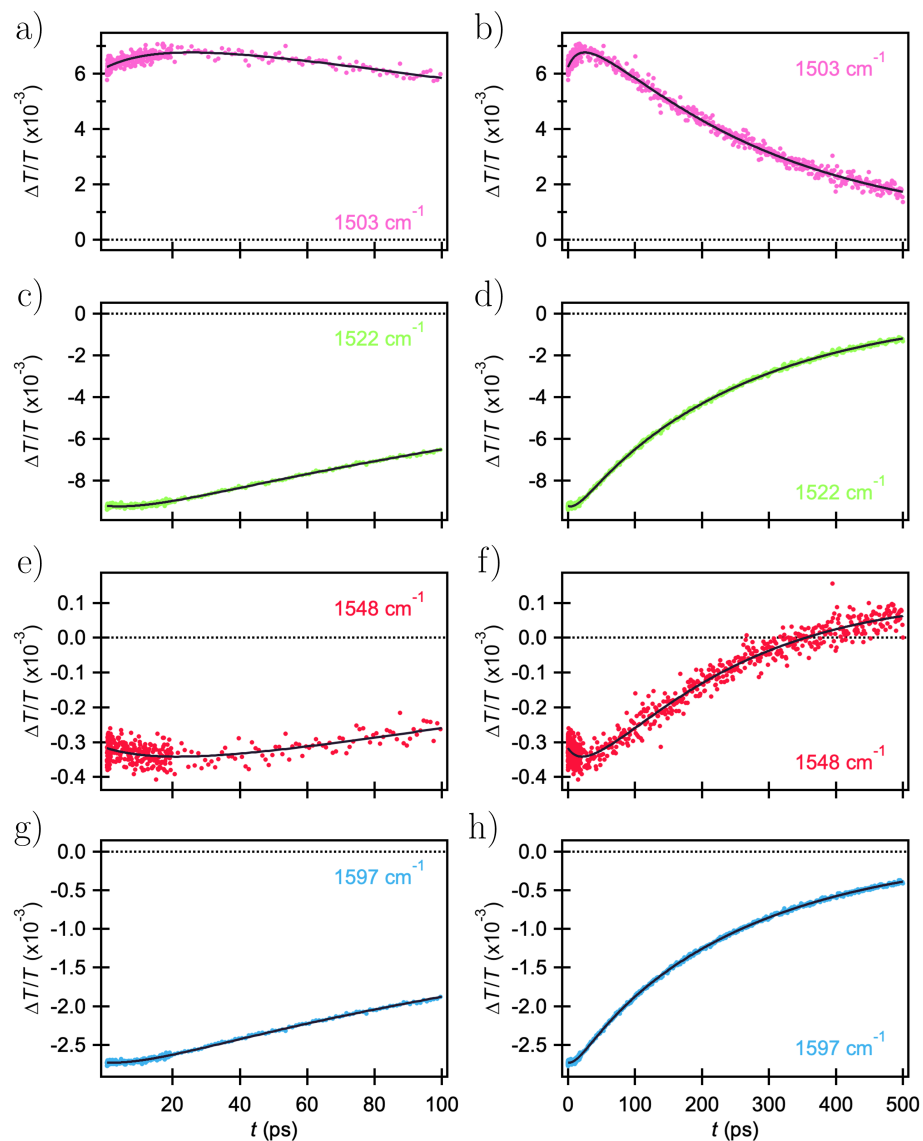 a)
b)
ΔT/T (x10⁻³)
6
4
2
0
1503 cm⁻¹
ΔT/T (x10⁻³)
6
4
2
0
1503 cm⁻¹
c)
d)
ΔT/T (x10⁻³)
0
-2
-4
-6
-8
1522 cm⁻¹
ΔT/T (x10⁻³)
0
-2
-4
-6
-8
1522 cm⁻¹
e)
f)
ΔT/T (x10⁻³)
0.1
0.0
-0.1
-0.2
-0.3
-0.4
1548 cm⁻¹
ΔT/T (x10⁻³)
0.1
0.0
-0.1
-0.2
-0.3
-0.4
1548 cm⁻¹
g)
h)
ΔT/T (x10⁻³)
0.0
-0.5
-1.0
-1.5
-2.0
-2.5
1597 cm⁻¹
20 40 60 80 100
t (ps)
ΔT/T (x10⁻³)
0.0
-0.5
-1.0
-1.5
-2.0
-2.5
1597 cm⁻¹
0 100 200 300 400 500
t (ps)